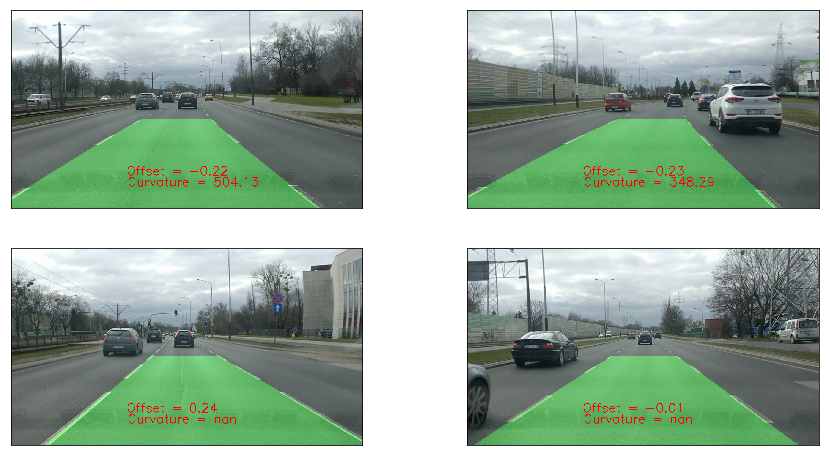 Offset = -0.22
Curvature = 504.13
Offset = -0.23
Curvature = 348.29
Offset = 0.24
Curvature = nan
Offset = -0.01
Curvature = nan